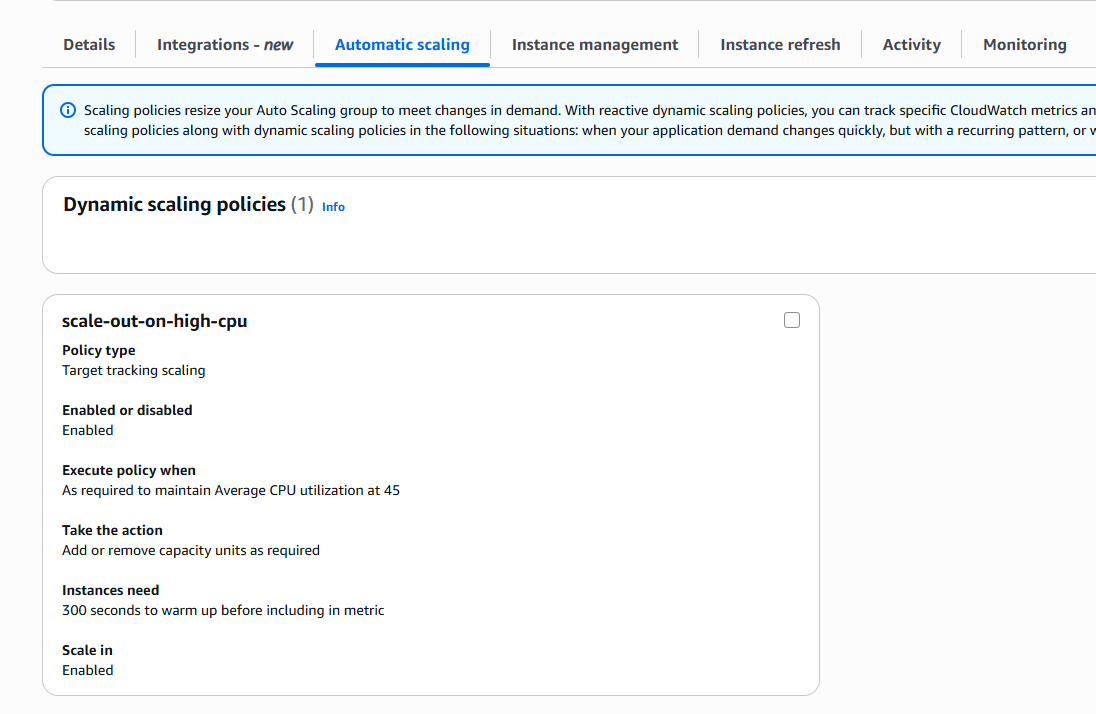 Details
Integrations - new
Automatic scaling
Instance management
Instance refresh
Activity
Monitoring
Scaling policies resize your Auto Scaling group to meet changes in demand. With reactive dynamic scaling policies, you can track specific CloudWatch metrics an
scaling policies along with dynamic scaling policies in the following situations: when your application demand changes quickly, but with a recurring pattern, or w
Dynamic scaling policies (1) Info
scale-out-on-high-cpu
Policy type
Target tracking scaling
Enabled or disabled
Enabled
Execute policy when
As required to maintain Average CPU utilization at 45
Take the action
Add or remove capacity units as required
Instances need
300 seconds to warm up before including in metric
Scale in
Enabled